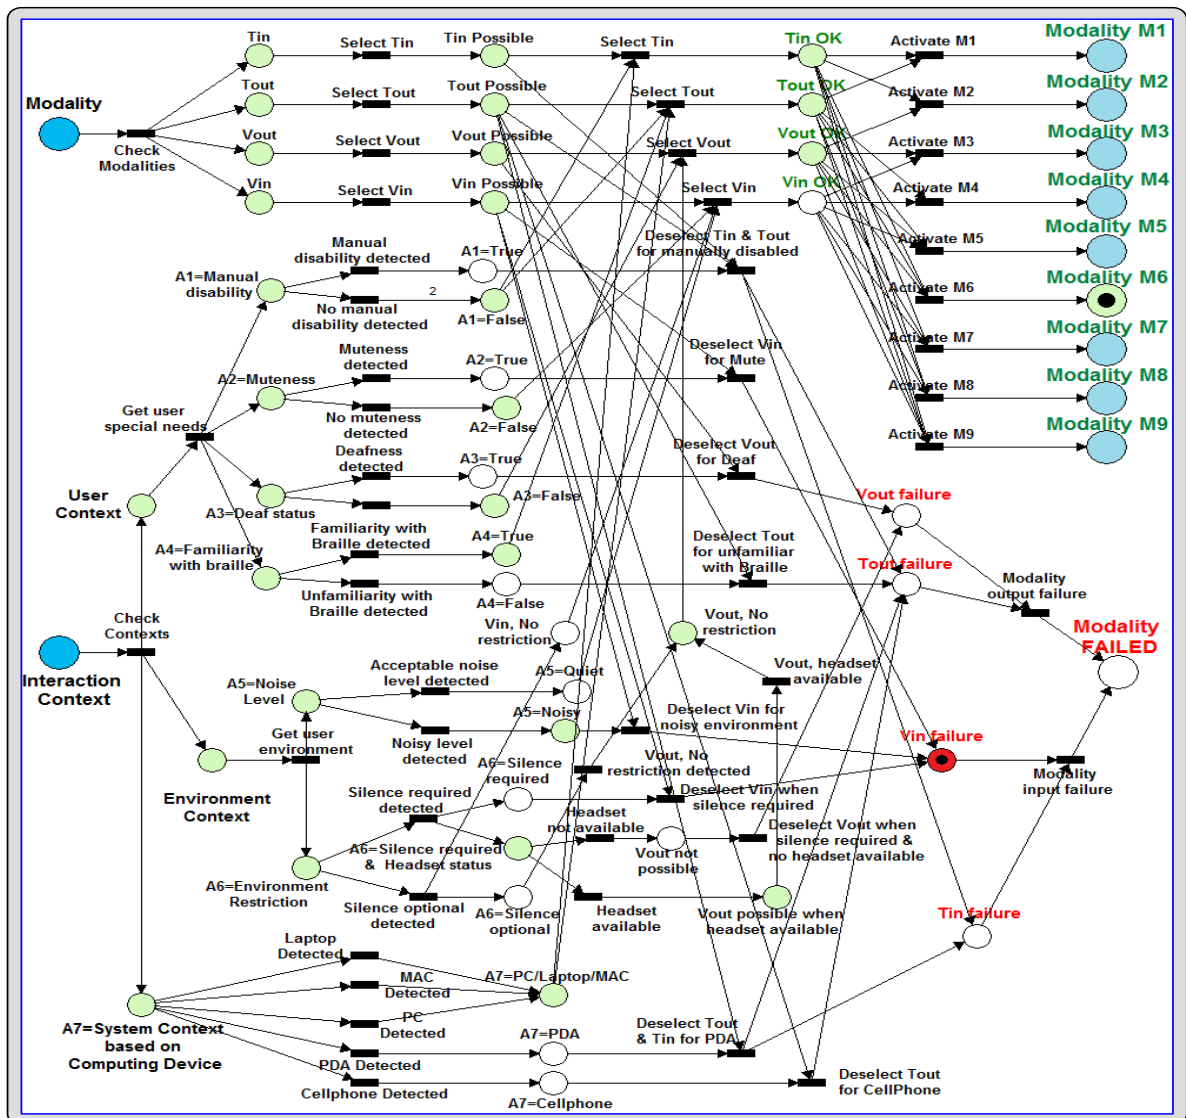 Tin
Select Tin
Tin Possible
Select Tin
Tin OK
Activate M1
Modality M1
Modality
Tout
Select Tout
Tout Possible
Select Tout
Tout OK
Activate M2
Modality M2
Check
Modalities
Vout
Select Vout
Vout Possible
Select Vout
Vout OK
Activate M3
Modality M3
Vin
Select Vin
Vin Possible
Select Vin
Vin OK
Activate M4
Modality M4
Manual
disability detected
A1=True
Deselect Tin & Tout
for manually disabled
Activate M5
Modality M5
A1=Manual
disability
2
No manual
disability detected
A1=False
Activate M6
Modality M6
Muteness
detected
A2=True
Deselect Vin
for Mute
Activate M7
Modality M7
A2=Muteness
No muteness
detected
A2=False
Activate M8
Modality M8
Get user
special needs
Deafness
detected
A3=True
Deselect Vout
for Deaf
Activate M9
Modality M9
User
Context
A3=Deaf status
A3=False
Vout failure
A4=Familiarity
with braille
Familiarity with
Braille detected
A4=True
Deselect Tout
for unfamiliar
with Braille
Tout failure
Unfamiliarity with
Braille detected
A4=False
Modality
output failure
Check
Contexts
Vin, No
restriction
Vout, No
restriction
Modality
FAILED
Interaction
Context
A5=Noise
Level
Acceptable noise
level detected
A5=Quiet
Vout, headset
available
Get user
environment
Noisy level
detected
A5=Noisy
Deselect Vin for
noisy environment
Vin failure
A6=Silence
required
Vout, No
restriction detected
Modality
input failure
Environment
Context
Silence required
detected
Deselect Vin when
silence required
Headset
not available
A6=Silence required
& Headset status
Vout not
possible
Deselect Vout when
silence required &
no headset available
A6=Environment
Restriction
Silence optional
detected
A6=Silence
optional
Headset
available
Vout possible when
headset available
Tin failure
Laptop
Detected
MAC
Detected
A7=PC/Laptop/MAC
PC
Detected
A7=System Context
based on
Computing Device
PDA Detected
A7=PDA
Deselect Tout
& Tin for PDA
Cellphone Detected
A7=Cellphone
Deselect Tout
for CellPhone